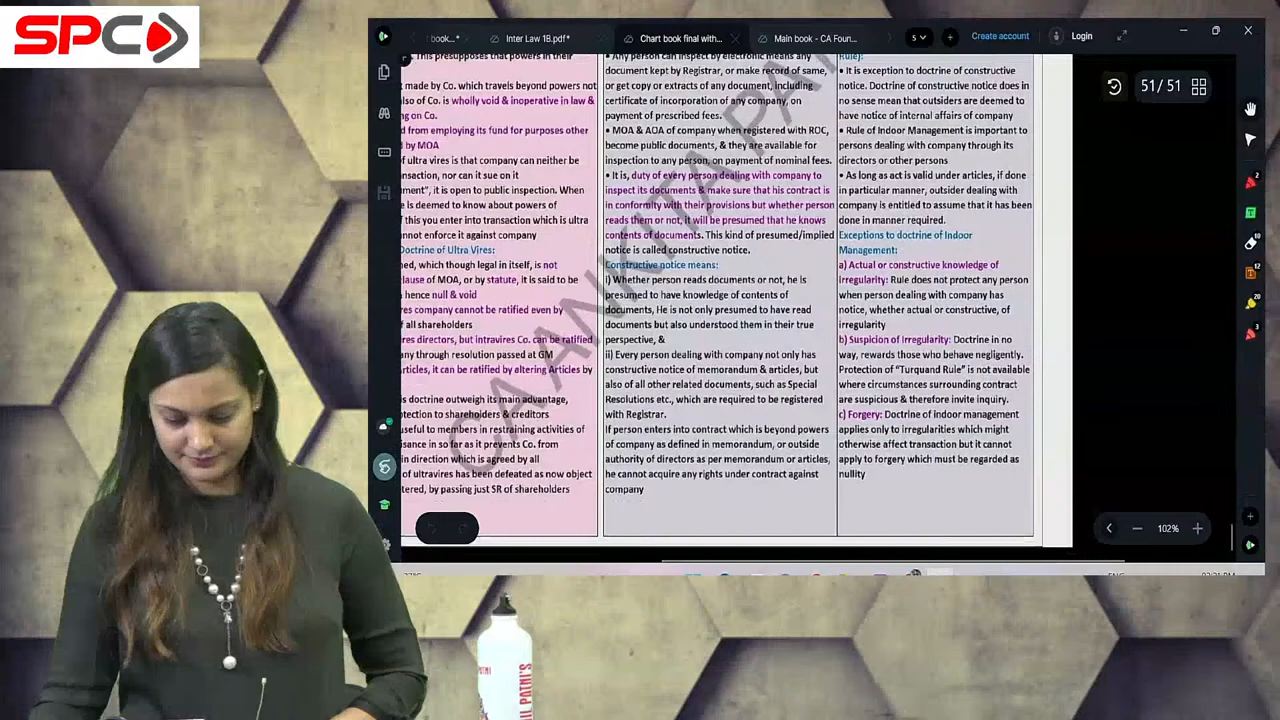 SPC
book...*
Inter Law 1B.pdf*
Chart book final with...
Main book - CA Foun...
5
Create account
Login
51 / 51
. This presupposes that powers in their
t made by Co. which travels beyond powers not
also of Co. is wholly void & inoperative in law &
ng on Co.
d from employing its fund for purposes other
d by MOA
of ultra vires is that company can neither be
nsaction, nor can it sue on it
ument", it is open to public inspection. When
e is deemed to know about powers of
f this you enter into transaction which is ultra
nnot enforce it against company
Doctrine of Ultra Vires:
ned, which though legal in itself, is not
clause of MOA, or by statute, it is said to be
& hence null & void
res company cannot be ratified even by
f all shareholders
res directors, but intravires Co. can be ratified
any through resolution passed at GM
Articles, it can be ratified by altering Articles by
is doctrine outweigh its main advantage,
otection to shareholders & creditors
useful to members in restraining activities of
isance in so far as it prevents Co. from
in direction which is agreed by all
of ultravires has been defeated as now object
tered, by passing just SR of shareholders
• Any person can inspect by electronic means any
document kept by Registrar, or make record of same,
or get copy or extracts of any document, including
certificate of incorporation of any company, on
payment of prescribed fees.
• MOA & AOA of company when registered with ROC,
become public documents, & they are available for
inspection to any person on payment of nominal fees.
• It is, duty of every person dealing with company to
inspect its documents & make sure that his contract is
in conformity with their provisions but whether person
reads them or not, it will be presumed that he knows
contents of documents. This kind of presumed/implied
notice is called constructive notice.
Constructive notice means:
i) Whether person reads documents or not, he is
presumed to have knowledge of contents of
documents, He is not only presumed to have read
documents but also understood them in their true
perspective, &
ii) Every person dealing with company not only has
constructive notice of memorandum & articles, but
also of all other related documents, such as Special
Resolutions etc., which are required to be registered
with Registrar.
If person enters into contract which is beyond powers
of company as defined in memorandum, or outside
authority of directors as per memorandum or articles,
he cannot acquire any rights under contract against
company
Rule]:
• It is exception to doctrine of constructive
notice. Doctrine of constructive notice does in
no sense mean that outsiders are deemed to
have notice of internal affairs of company
• Rule of Indoor Management is important to
persons dealing with company through its
directors or other persons
• As long as act is valid under articles, if done
in particular manner, outsider dealing with
company is entitled to assume that it has been
done in manner required.
Exceptions to doctrine of Indoor
Management:
a) Actual or constructive knowledge of
irregularity: Rule does not protect any person
when person dealing with company has
notice, whether actual or constructive, of
irregularity
b) Suspicion of Irregularity: Doctrine in no
way, rewards those who behave negligently.
Protection of "Turquand Rule" is not available
where circumstances surrounding contract
are suspicious & therefore invite inquiry.
c) Forgery: Doctrine of indoor management
applies only to irregularities which might
otherwise affect transaction but it cannot
apply to forgery which must be regarded as
nullity
CA ANKITA PA
102%